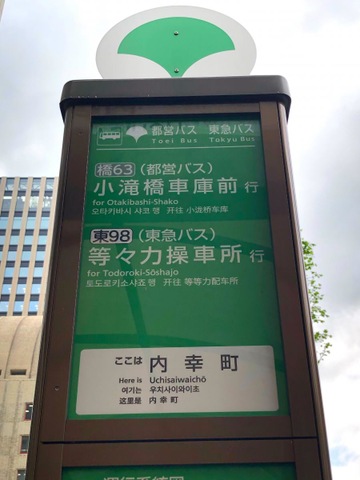 都営バス 東急バス
Toei Bus Tokyu Bus
橋63 (都営バス)
小滝橋車庫前 行
for Otakibashi-Shako
오타키바시 샤코 행 开往 小泷桥车库
東98 (東急バス)
等々力操車所 行
for Todoroki-Sōshajo
토도로키소샤죠 행 开往 等等力配车所
ここは 内幸町
Here is Uchisaiwaichō
여기는 우치사이와이초
这里是 内幸町